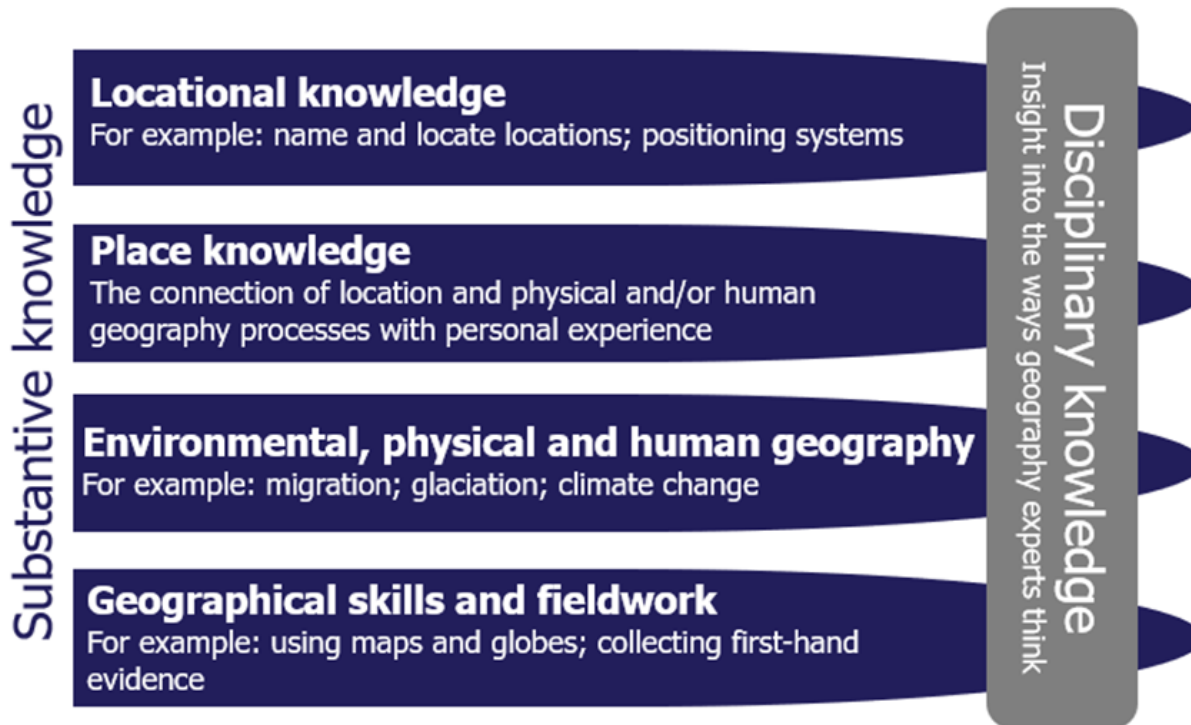 Substantive knowledge
Locational knowledge
For example: name and locate locations; positioning systems
Place knowledge
The connection of location and physical and/or human
geography processes with personal experience
Environmental, physical and human geography
For example: migration; glaciation; climate change
Geographical skills and fieldwork
For example: using maps and globes; collecting first-hand
evidence
Disciplinary knowledge
Insight into the ways geography experts think